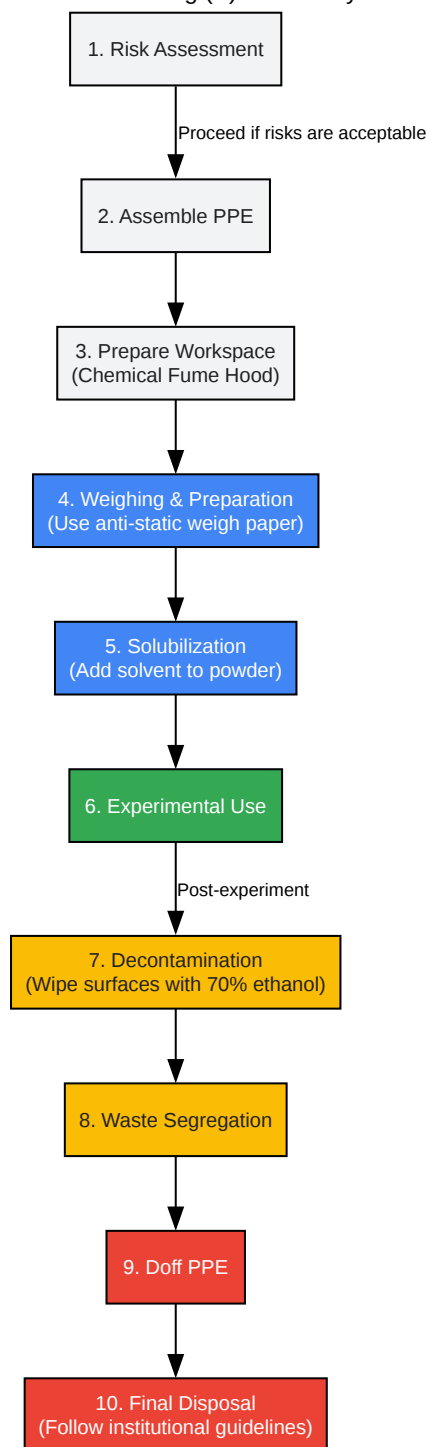 1. Risk Assessment
Proceed if risks are acceptable
2. Assemble PPE
3. Prepare Workspace
(Chemical Fume Hood)
4. Weighing & Preparation
(Use anti-static weigh paper)
5. Solubilization
(Add solvent to powder)
6. Experimental Use
Post-experiment
7. Decontamination
(Wipe surfaces with 70% ethanol)
8. Waste Segregation
9. Doff PPE
10. Final Disposal
(Follow institutional guidelines)